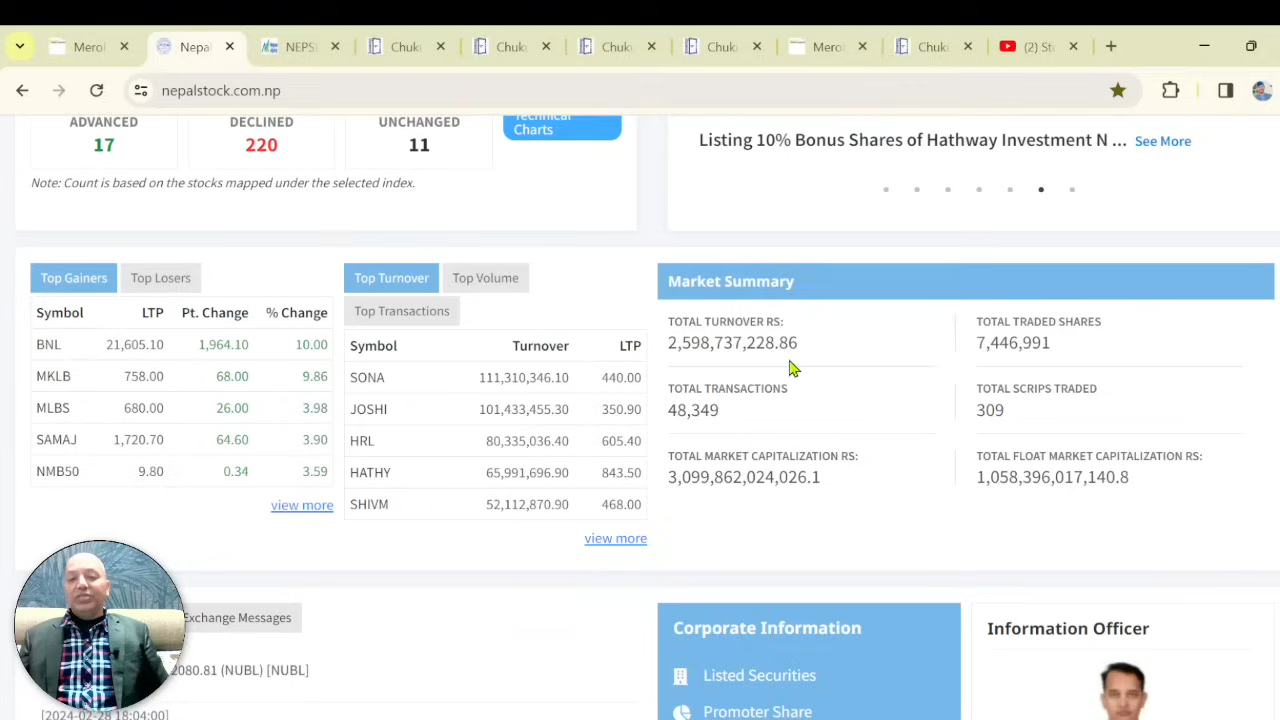 Merol
Nepal
NEPS
Chuk
Chuk
Chuk
Chuk
Merol
Chuk
(2) St
nepalstock.com.np
ADVANCED
17
DECLINED
220
UNCHANGED
11
Technical
Charts
Note: Count is based on the stocks mapped under the selected index.
Listing 10% Bonus Shares of Hathway Investment N ... See More
Top Gainers Top Losers
Symbol LTP Pt. Change % Change
BNL 21,605.10 1,964.10 10.00
MKLB 758.00 68.00 9.86
MLBS 680.00 26.00 3.98
SAMAJ 1,720.70 64.60 3.90
NMB50 9.80 0.34 3.59
view more
Top Turnover Top Volume
Top Transactions
Symbol Turnover LTP
SONA 111,310,346.10 440.00
JOSHI 101,433,455.30 350.90
HRL 80,335,036.40 605.40
HATHY 65,991,696.90 843.50
SHIVM 52,112,870.90 468.00
view more
Market Summary
TOTAL TURNOVER RS:
2,598,737,228.86
TOTAL TRADED SHARES
7,446,991
TOTAL TRANSACTIONS
48,349
TOTAL SCRIPS TRADED
309
TOTAL MARKET CAPITALIZATION RS:
3,099,862,024,026.1
TOTAL FLOAT MARKET CAPITALIZATION RS:
1,058,396,017,140.8
Exchange Messages
2080.81 (NUBL) [NUBL]
[2024-02-28 18:04:00]
Corporate Information
Listed Securities
Promoter Share
Information Officer